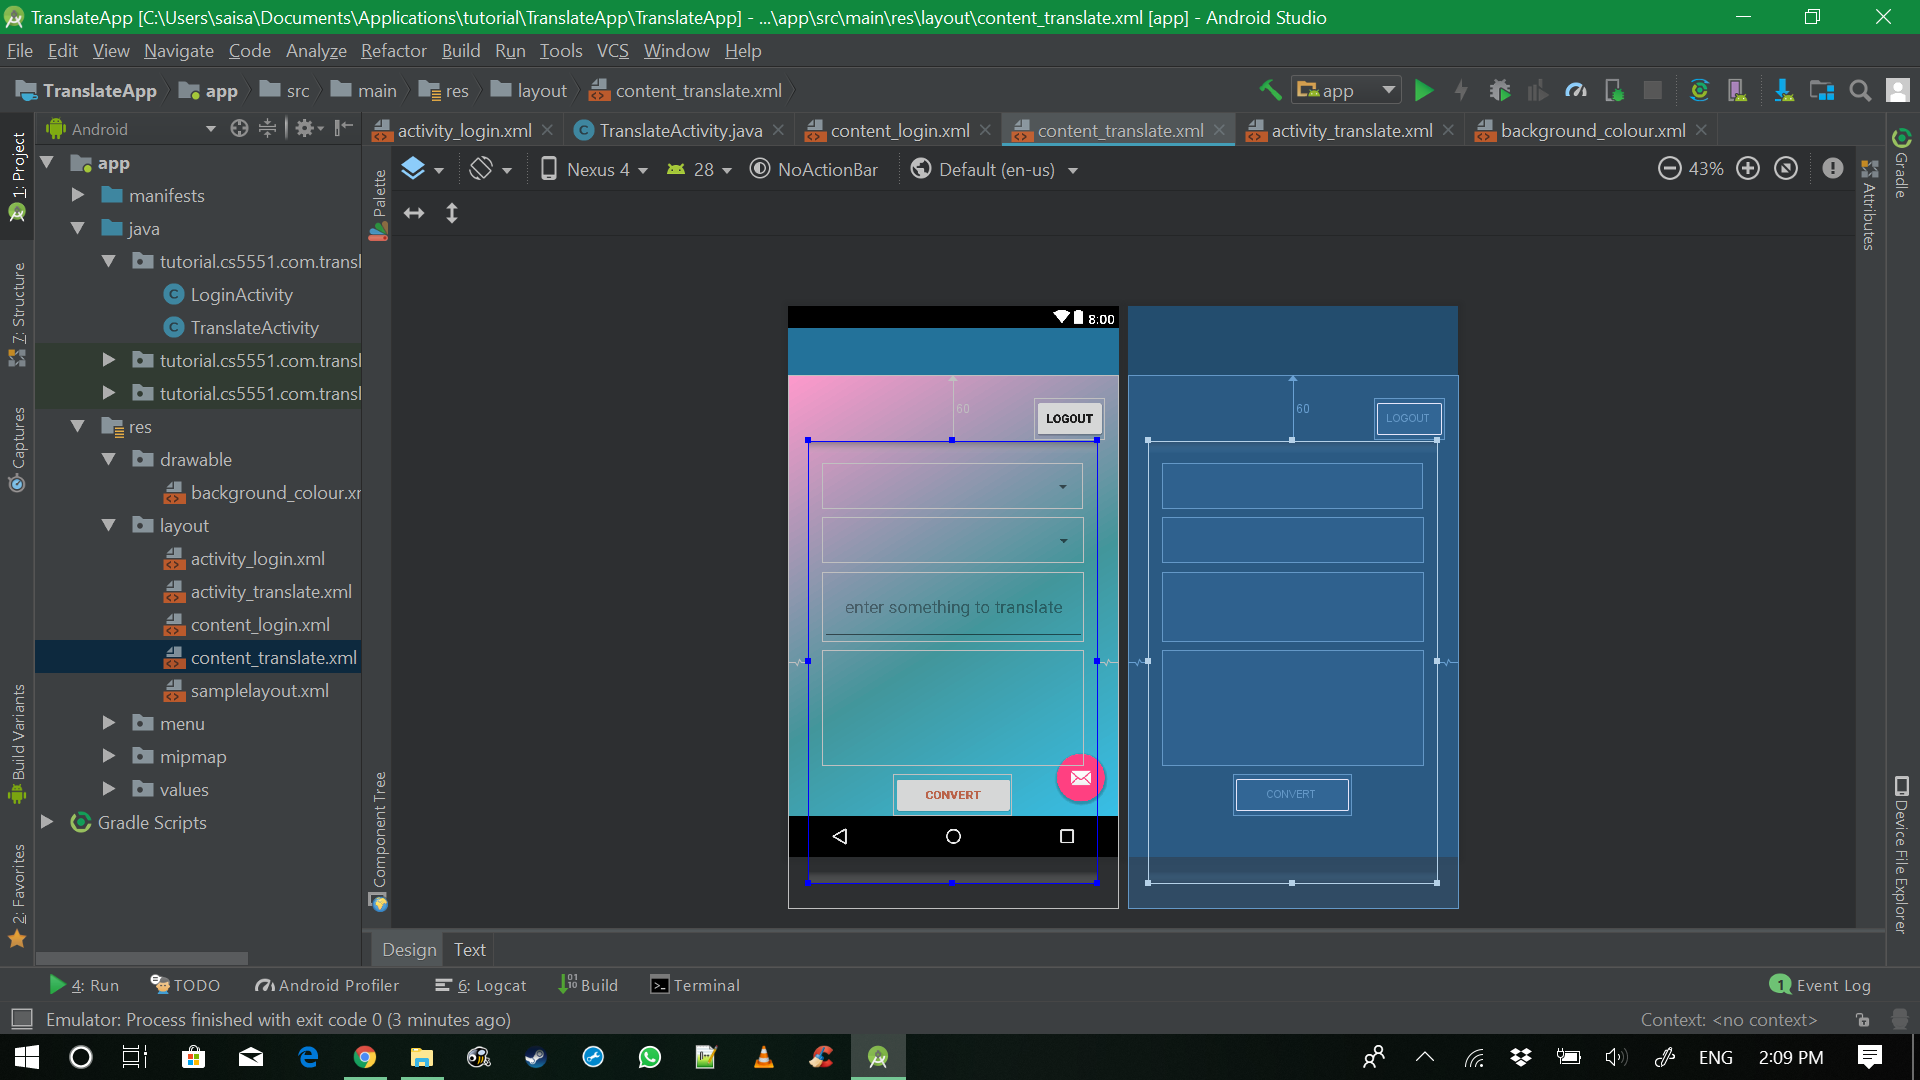 TranslateApp [C:\Users\saisa\Documents\Applications\tutorial\TranslateApp\TranslateApp] - ...\app\src\main\res\layout\content_translate.xml [app] - Android Studio
File Edit View Navigate Code Analyze Refactor Build Run Tools VCS Window Help
TranslateApp app src main res layout content_translate.xml app
Android activity_login.xml TranslateActivity.java content_login.xml content_translate.xml activity_translate.xml background_colour.xml
Nexus 4 28 NoActionBar Default (en-us) 43%
1: Project
7: Structure
Captures
Build Variants
2: Favorites
app
manifests
java
tutorial.cs5551.com.transl
LoginActivity
TranslateActivity
tutorial.cs5551.com.transl
tutorial.cs5551.com.transl
res
drawable
background_colour.xr
layout
activity_login.xml
activity_translate.xml
content_login.xml
content_translate.xml
samplelayout.xml
menu
mipmap
values
Gradle Scripts
Palette
Component Tree
8:00
60
LOGOUT
enter something to translate
CONVERT
60
LOGOUT
CONVERT
Gradle
Attributes
Device File Explorer
Design Text
4: Run TODO Android Profiler 6: Logcat Build Terminal 1 Event Log
Emulator: Process finished with exit code 0 (3 minutes ago) Context: <no context>
ENG 2:09 PM